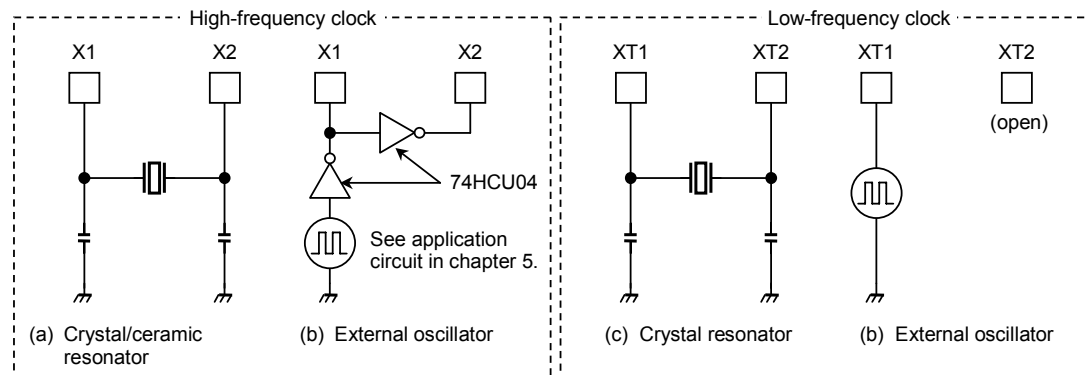 High-frequency clock
Low-frequency clock
X1
X2
X1
X2
XT1
XT2
XT1
XT2
(open)
74HCU04
See application
circuit in chapter 5.
(a) Crystal/ceramic
resonator
(b) External oscillator
(c) Crystal resonator
(b) External oscillator